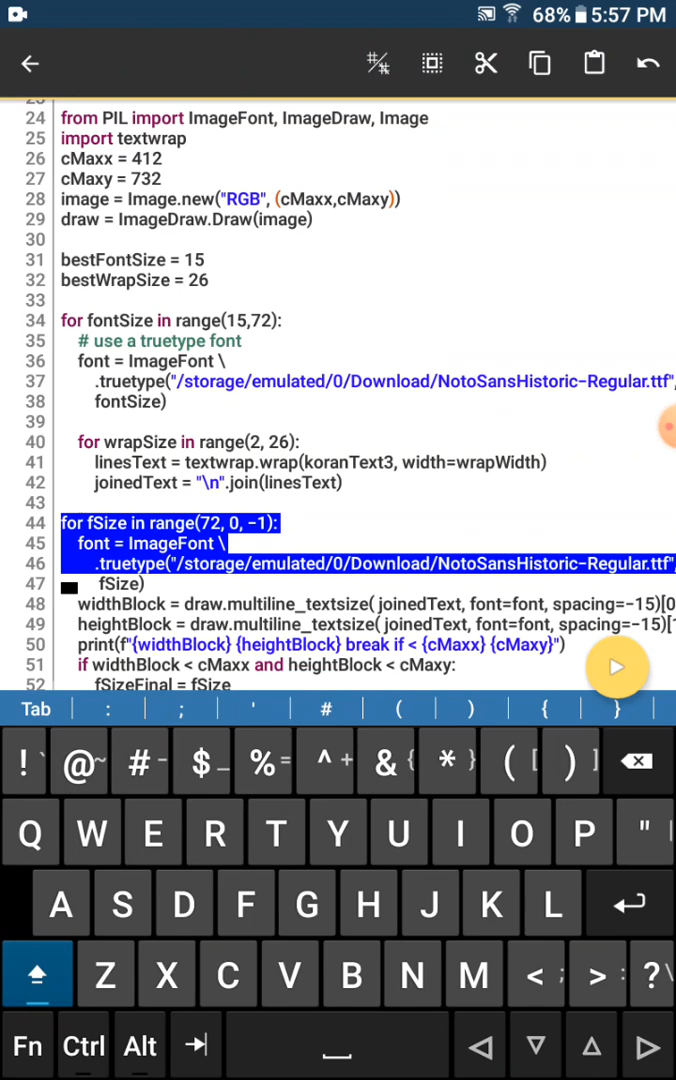 68% 5:57 PM
23
24 from PIL import ImageFont, ImageDraw, Image
25 import textwrap
26 cMaxx = 412
27 cMaxy = 732
28 image = Image.new("RGB", (cMaxx,cMaxy))
29 draw = ImageDraw.Draw(image)
30
31 bestFontSize = 15
32 bestWrapSize = 26
33
34 for fontSize in range(15,72):
35 # use a truetype font
36 font = ImageFont \
37 .truetype("/storage/emulated/0/Download/NotoSansHistoric-Regular.ttf",
38 fontSize)
39
40 for wrapSize in range(2, 26):
41 linesText = textwrap.wrap(koranText3, width=wrapWidth)
42 joinedText = "\n".join(linesText)
43
44 for fSize in range(72, 0, -1):
45 font = ImageFont \
46 .truetype("/storage/emulated/0/Download/NotoSansHistoric-Regular.ttf",
47 fSize)
48 widthBlock = draw.multiline_textsize( joinedText, font=font, spacing=-15)[0
49 heightBlock = draw.multiline_textsize( joinedText, font=font, spacing=-15)[1
50 print(f"{widthBlock} {heightBlock} break if < {cMaxx} {cMaxy}")
51 if widthBlock < cMaxx and heightBlock < cMaxy:
52 fSizeFinal = fSize
Tab : ; ' # ( ) { }
! ` @ ~ # - $ _ % = ^ + & { * } ( [ ) ]
Q W E R T Y U I O P " |
A S D F G H J K L
Z X C V B N M < ; > : ? \
Fn Ctrl Alt